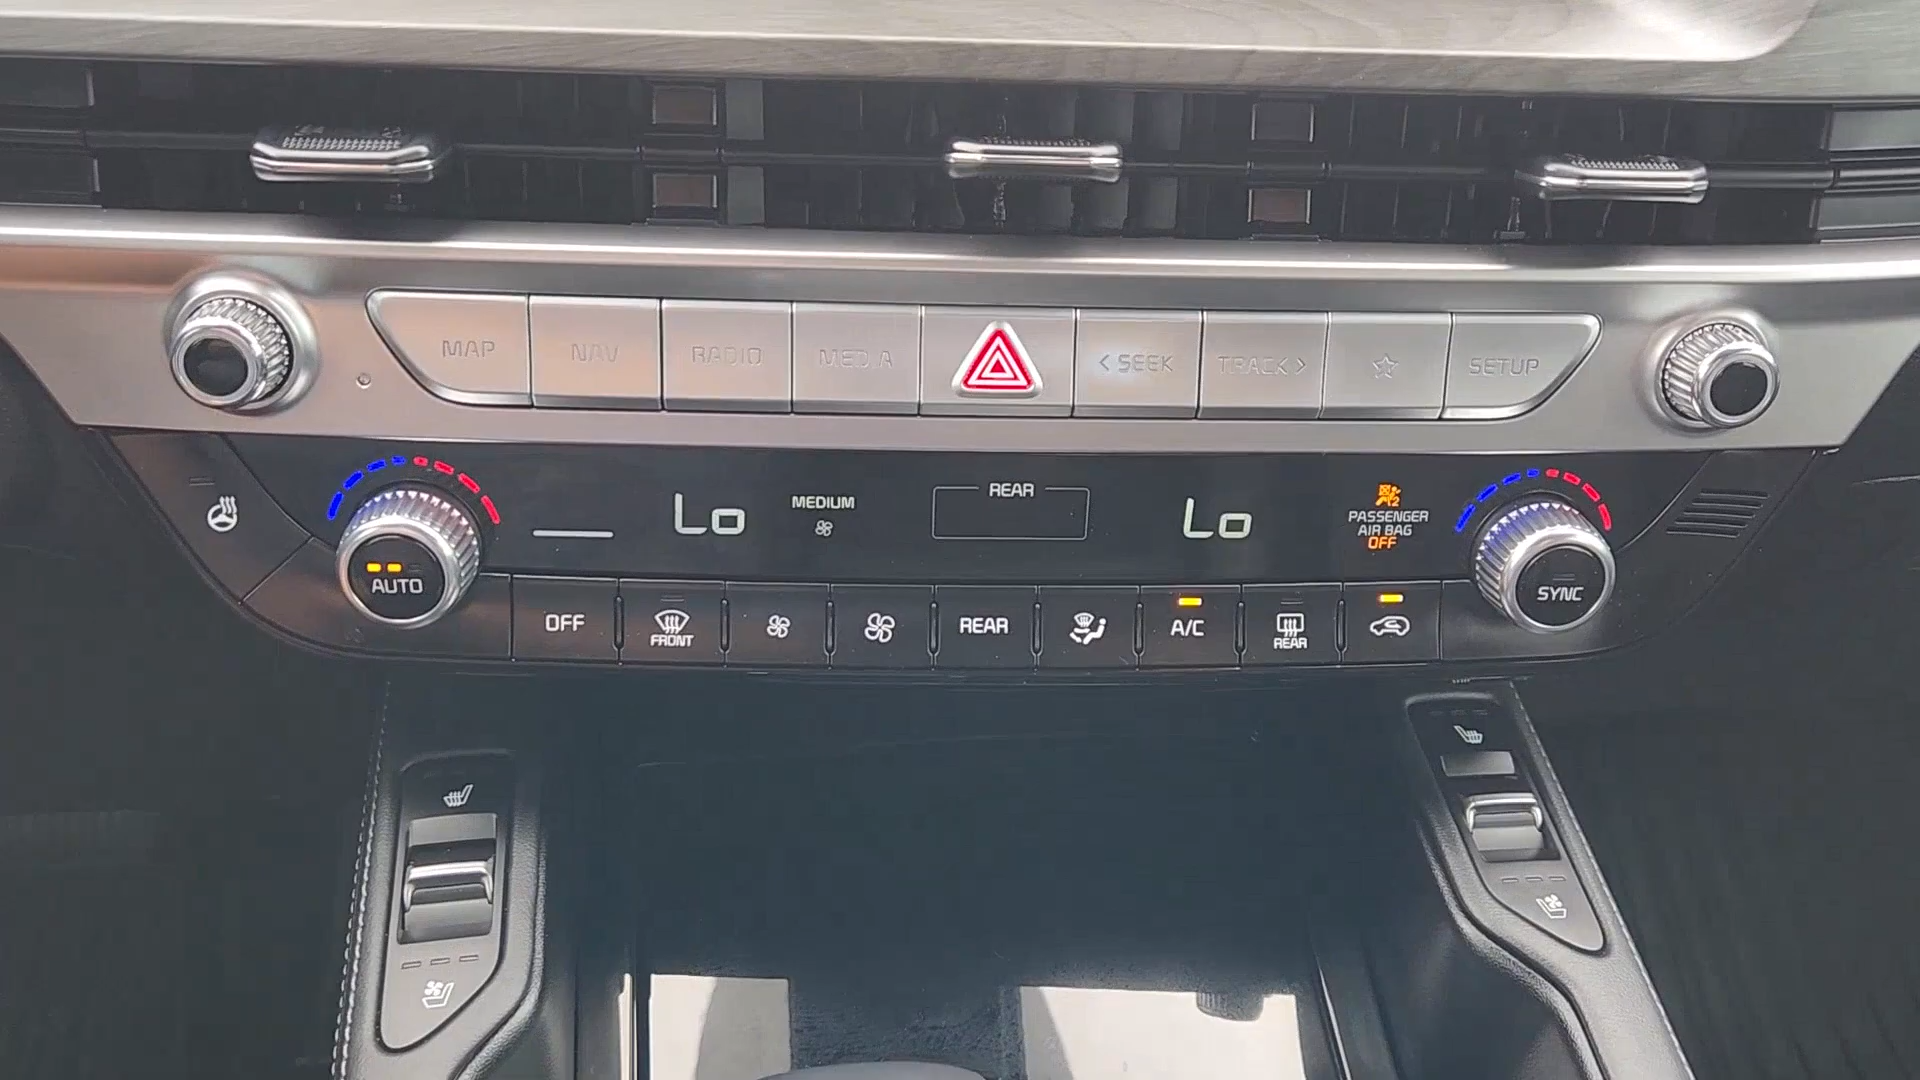 MAP
NAV
RADIO
MEDIA
< SEEK
TRACK >
SETUP
Lo
MEDIUM
REAR
Lo
2
PASSENGER
AIR BAG
OFF
AUTO
SYNC
OFF
FRONT
REAR
A/C
REAR